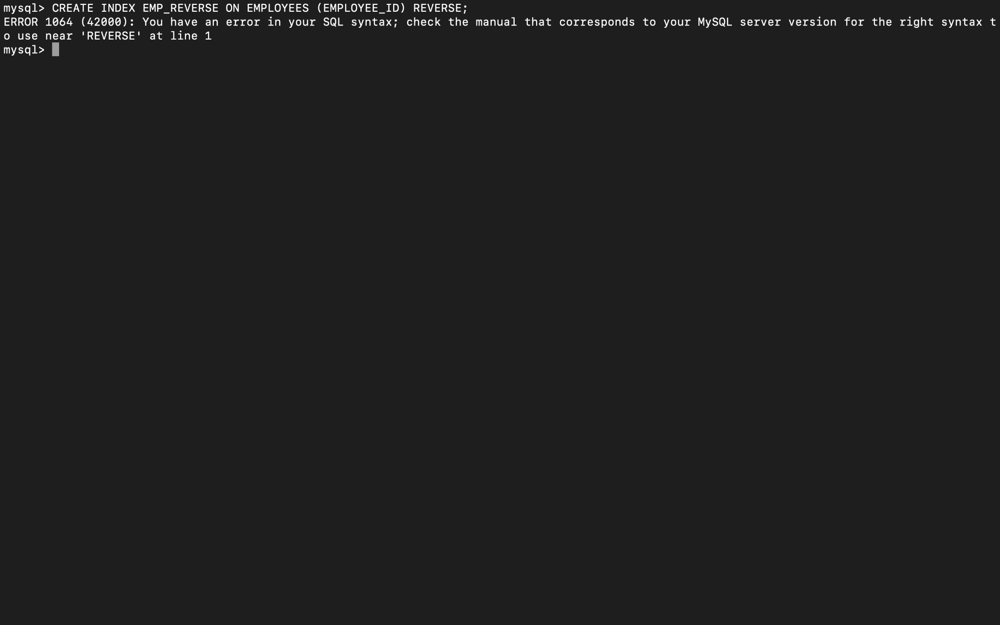 mysql> CREATE INDEX EMP_REVERSE ON EMPLOYEES (EMPLOYEE_ID) REVERSE;
ERROR 1064 (42000): You have an error in your SQL syntax; check the manual that corresponds to your MySQL server version for the right syntax t
o use near 'REVERSE' at line 1
mysql>